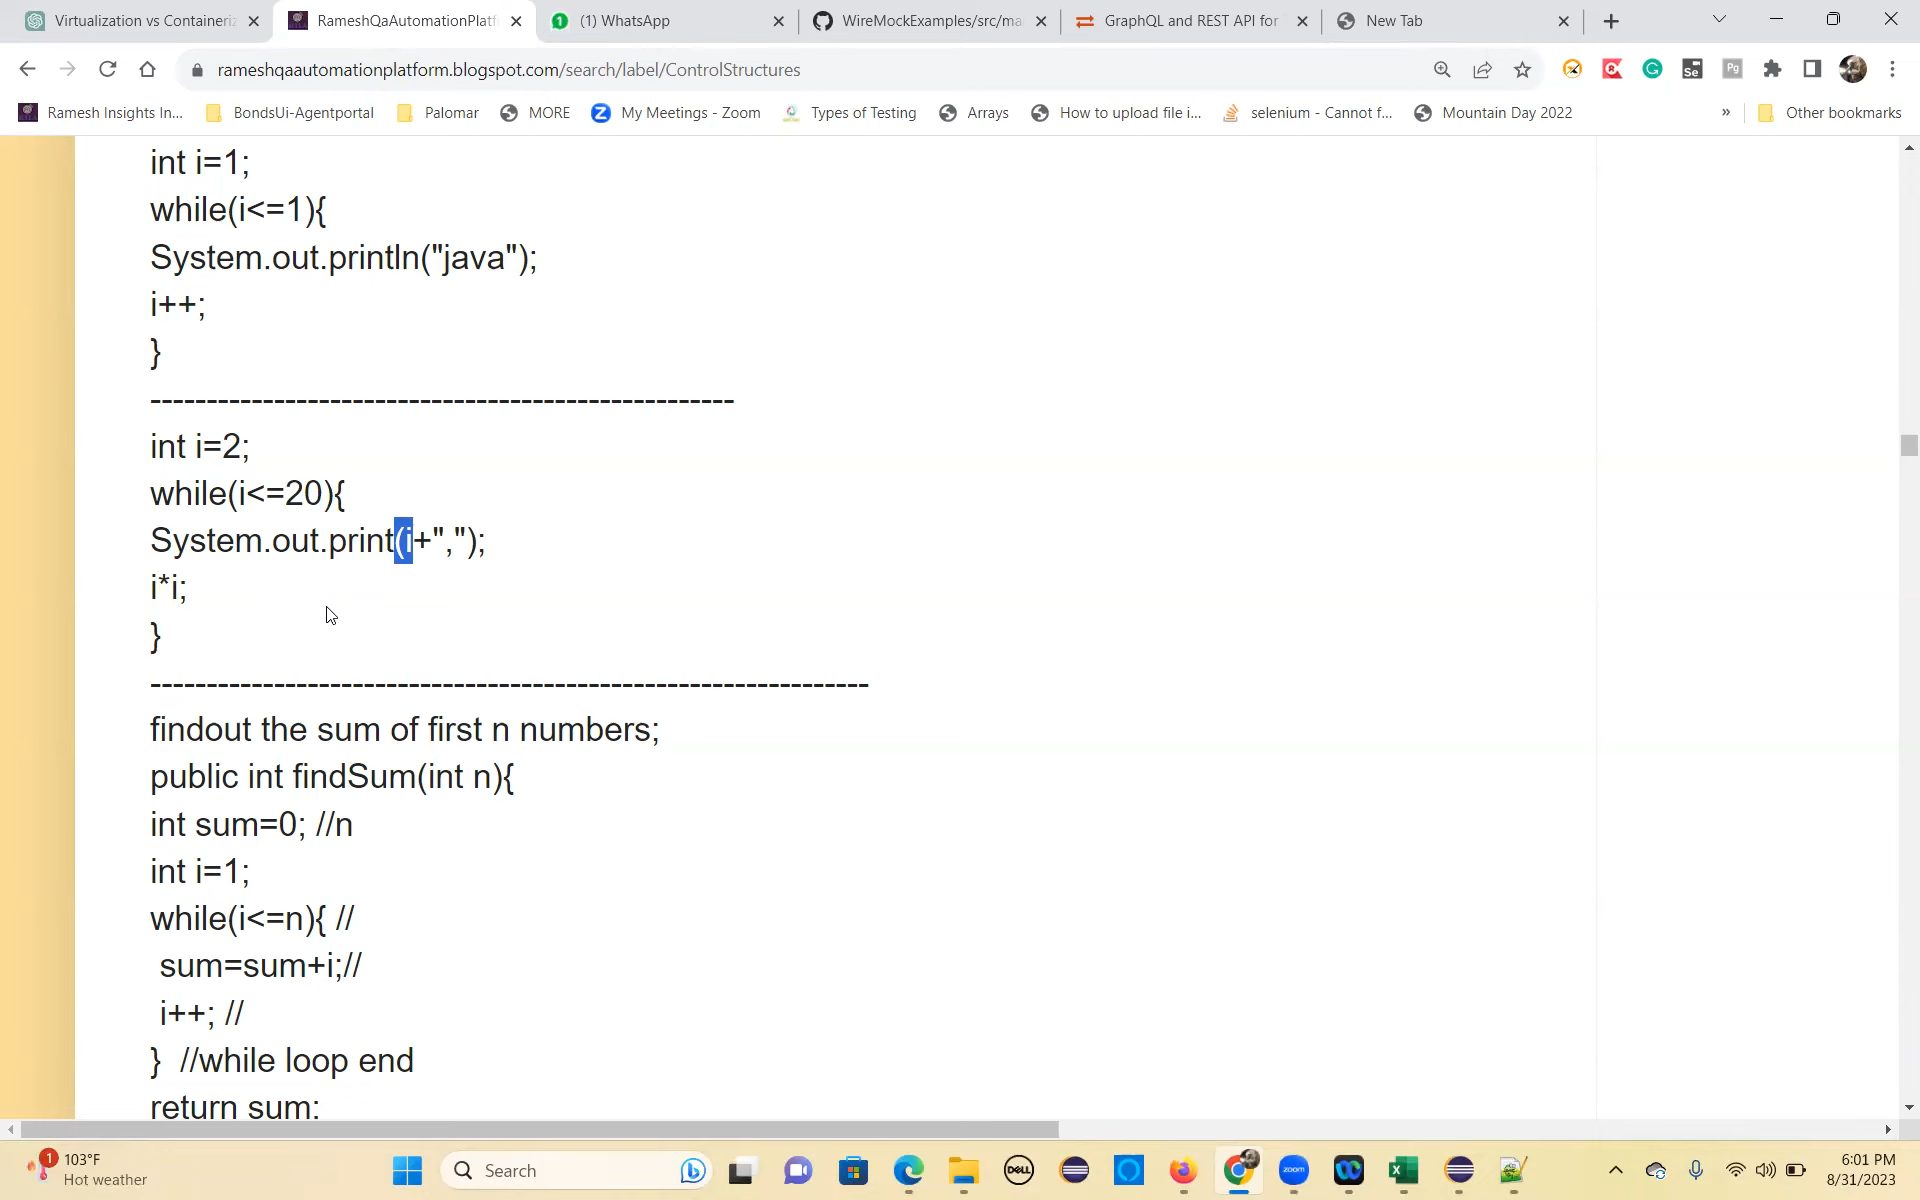 Virtualization vs Containeriz
RameshQaAutomationPlatf
(1) WhatsApp
WireMockExamples/src/ma
GraphQL and REST API for
New Tab
rameshqaautomationplatform.blogspot.com/search/label/ControlStructures
Ramesh Insights In...
BondsUi-Agentportal
Palomar
MORE
My Meetings - Zoom
Types of Testing
Arrays
How to upload file i...
selenium - Cannot f...
Mountain Day 2022
»
Other bookmarks
int i=1;
while(i<=1){
System.out.println("java");
i++;
}
----------------------------------------------------
int i=2;
while(i<=20){
System.out.print(i+",");
i*i;
}
----------------------------------------------------------------
findout the sum of first n numbers;
public int findSum(int n){
int sum=0; //n
int i=1;
while(i<=n){ //
sum=sum+i;//
i++; //
} //while loop end
return sum;
1
103°F
Hot weather
Search
DELL
zoom
6:01 PM
8/31/2023